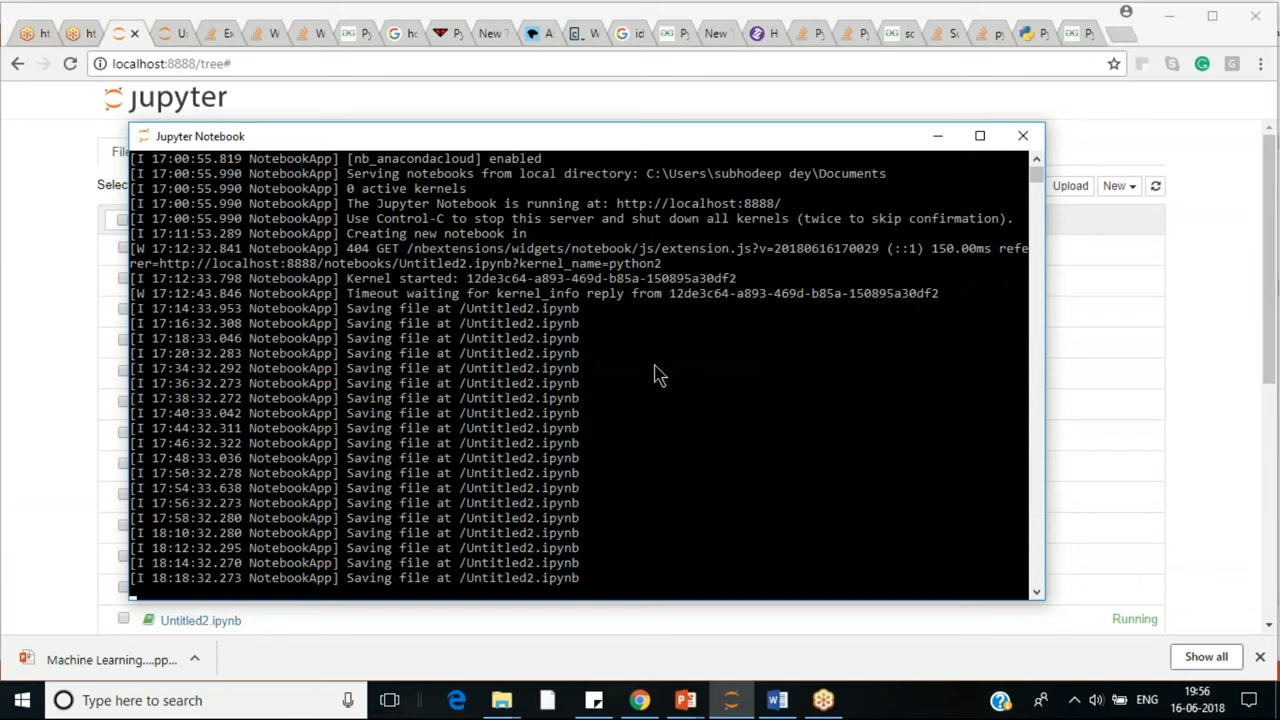 ht
ht
U
E
W
W
P
ho
P
New T
A
W
id
P
New T
H
P
P
sc
S
p
P
P
localhost:8888/tree#
jupyter
Jupyter Notebook
File
Selec
Upload
New
[I 17:00:55.819 NotebookApp] [nb_anacondacloud] enabled
[I 17:00:55.990 NotebookApp] Serving notebooks from local directory: C:\Users\subhodeep dey\Documents
[I 17:00:55.990 NotebookApp] 0 active kernels
[I 17:00:55.990 NotebookApp] The Jupyter Notebook is running at: http://localhost:8888/
[I 17:00:55.990 NotebookApp] Use Control-C to stop this server and shut down all kernels (twice to skip confirmation).
[I 17:11:53.289 NotebookApp] Creating new notebook in
[W 17:12:32.841 NotebookApp] 404 GET /nbextensions/widgets/notebook/js/extension.js?v=20180616170029 (::1) 150.00ms refe
rer=http://localhost:8888/notebooks/Untitled2.ipynb?kernel_name=python2
[I 17:12:33.798 NotebookApp] Kernel started: 12de3c64-a893-469d-b85a-150895a30df2
[W 17:12:43.846 NotebookApp] Timeout waiting for kernel_info reply from 12de3c64-a893-469d-b85a-150895a30df2
[I 17:14:33.953 NotebookApp] Saving file at /Untitled2.ipynb
[I 17:16:32.308 NotebookApp] Saving file at /Untitled2.ipynb
[I 17:18:33.046 NotebookApp] Saving file at /Untitled2.ipynb
[I 17:20:32.283 NotebookApp] Saving file at /Untitled2.ipynb
[I 17:34:32.292 NotebookApp] Saving file at /Untitled2.ipynb
[I 17:36:32.273 NotebookApp] Saving file at /Untitled2.ipynb
[I 17:38:32.272 NotebookApp] Saving file at /Untitled2.ipynb
[I 17:40:33.042 NotebookApp] Saving file at /Untitled2.ipynb
[I 17:44:32.311 NotebookApp] Saving file at /Untitled2.ipynb
[I 17:46:32.322 NotebookApp] Saving file at /Untitled2.ipynb
[I 17:48:33.036 NotebookApp] Saving file at /Untitled2.ipynb
[I 17:50:32.278 NotebookApp] Saving file at /Untitled2.ipynb
[I 17:54:33.638 NotebookApp] Saving file at /Untitled2.ipynb
[I 17:56:32.273 NotebookApp] Saving file at /Untitled2.ipynb
[I 17:58:32.280 NotebookApp] Saving file at /Untitled2.ipynb
[I 18:10:32.280 NotebookApp] Saving file at /Untitled2.ipynb
[I 18:12:32.295 NotebookApp] Saving file at /Untitled2.ipynb
[I 18:14:32.270 NotebookApp] Saving file at /Untitled2.ipynb
[I 18:18:32.273 NotebookApp] Saving file at /Untitled2.ipynb
Untitled2.ipynb
Running
Machine Learning....pp...
Show all
Type here to search
ENG
19:56
16-06-2018